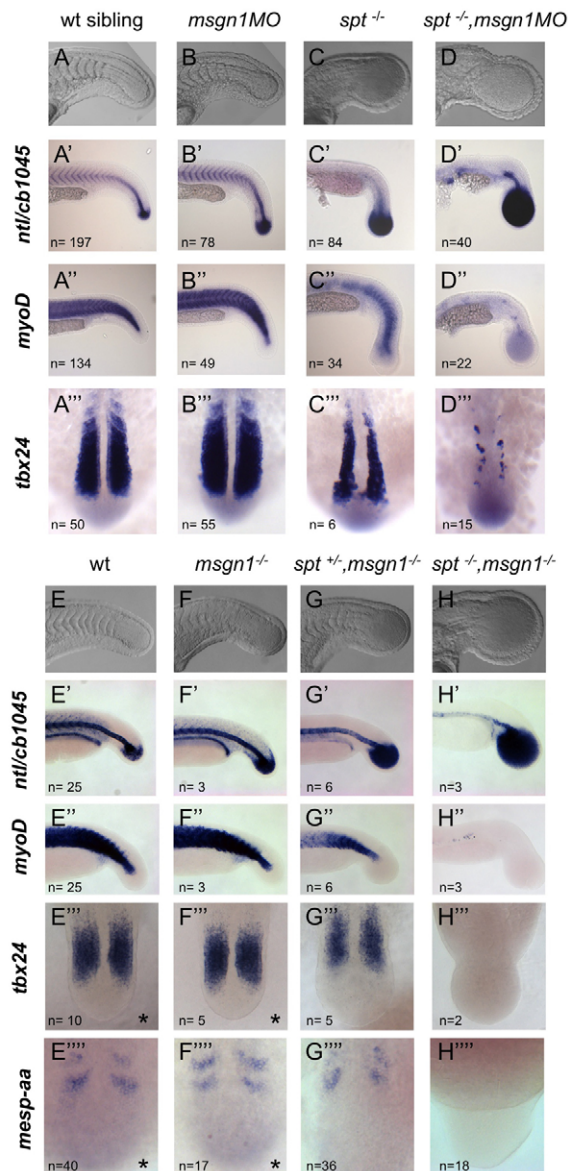 wt sibling msgn1MO spt -/- spt -/-,msgn1MO
A B C D
ntl/cb1045
A' B' C' D'
n= 197 n= 78 n= 84 n=40
myoD
A'' B'' C'' D''
n= 134 n= 49 n= 34 n=22
tbx24
A''' B''' C''' D'''
n= 50 n= 55 n= 6 n=15
wt msgn1-/- spt +/-,msgn1-/- spt -/-,msgn1-/-
E F G H
ntl/cb1045
E' F' G' H'
n= 25 n= 3 n= 6 n=3
myoD
E'' F'' G'' H''
n=25 n=3 n=6 n=3
tbx24
E''' F''' G''' H'''
n= 10 * n= 5 * n=5 n=2
mesp-aa
E'''' F'''' G'''' H''''
n=40 * n=17 * n=36 n=18